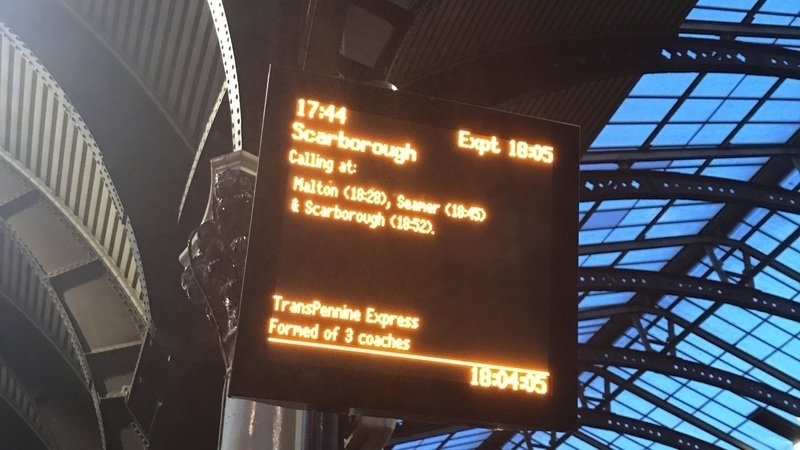 17:44
Scarborough Expt 18:05
Calling at:
Malton (18:28), Seamer (18:45)
& Scarborough (18:52).
TransPennine Express
Formed of 3 coaches
18:04:05